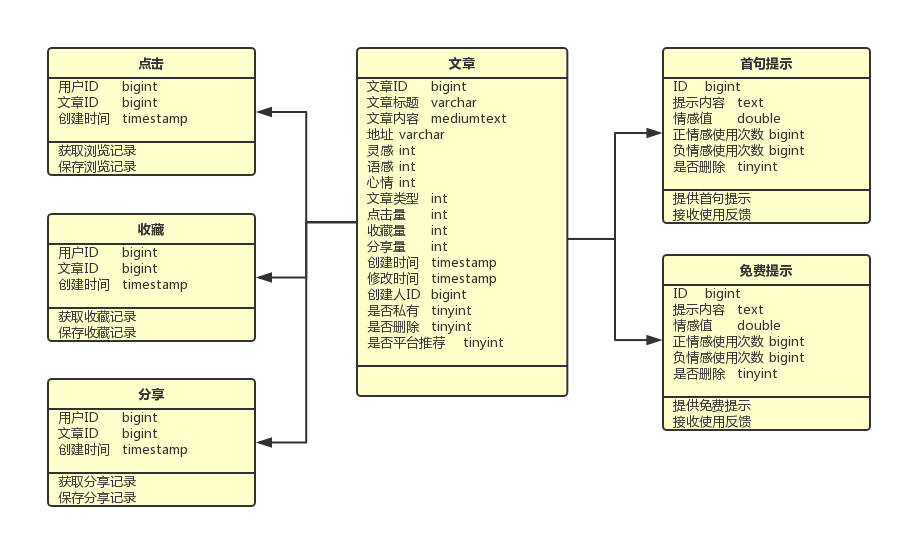 点击
用户ID bigint
文章ID bigint
创建时间 timestamp
获取浏览记录
保存浏览记录
收藏
用户ID bigint
文章ID bigint
创建时间 timestamp
获取收藏记录
保存收藏记录
分享
用户ID bigint
文章ID bigint
创建时间 timestamp
获取分享记录
保存分享记录
文章
文章ID bigint
文章标题 varchar
文章内容 mediumtext
地址 varchar
灵感 int
语感 int
心情 int
文章类型 int
点击量 int
收藏量 int
分享量 int
创建时间 timestamp
修改时间 timestamp
创建人ID bigint
是否私有 tinyint
是否删除 tinyint
是否平台推荐 tinyint
首句提示
ID bigint
提示内容 text
情感值 double
正情感使用次数 bigint
负情感使用次数 bigint
是否删除 tinyint
提供首句提示
接收使用反馈
免费提示
ID bigint
提示内容 text
情感值 double
正情感使用次数 bigint
负情感使用次数 bigint
是否删除 tinyint
提供免费提示
接收使用反馈